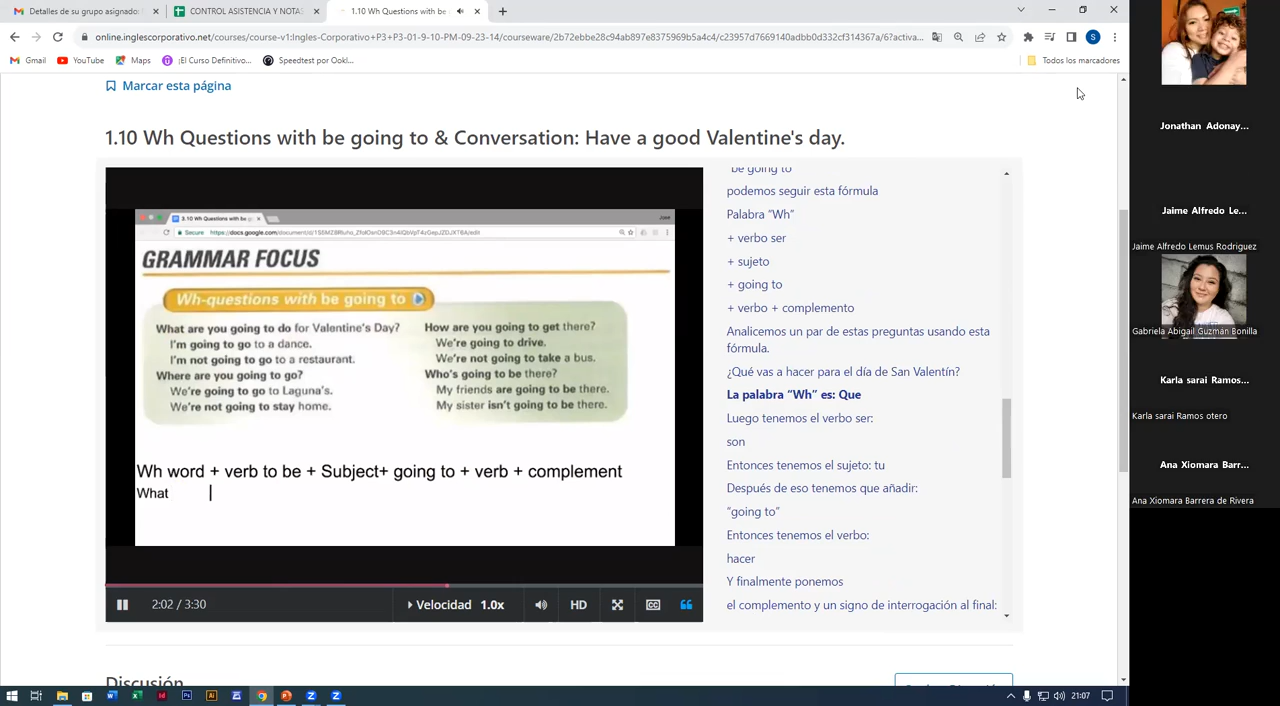 Detalles de su grupo asignado
CONTROL ASISTENCIA Y NOTAS
1.10 Wh Questions with be
online.inglescorporativo.net/courses/course-v1:Ingles-Corporativo+P3+P3-01-9-10-PM-09-23-14/courseware/2b72ebbe28c94ab897e8375969b5a4c4/c23957d7669140adbb0d332cf314367a/6?activa...
Gmail
YouTube
Maps
¡El Curso Definitivo...
Speedtest por Ookl...
Todos los marcadores
Marcar esta página
1.10 Wh Questions with be going to & Conversation: Have a good Valentine's day.
3.10 Wh Questions with be
Secure
GRAMMAR FOCUS
Wh-questions with be going to
What are you going to do for Valentine's Day?
I'm going to go to a dance.
I'm not going to go to a restaurant.
Where are you going to go?
We're going to go to Laguna's.
We're not going to stay home.
How are you going to get there?
We're going to drive.
We're not going to take a bus.
Who's going to be there?
My friends are going to be there.
My sister isn't going to be there.
Wh word + verb to be + Subject+ going to + verb + complement
What
2:02 / 3:30
Velocidad 1.0x
HD
CC
"be going to"
podemos seguir esta fórmula
Palabra “Wh”
+ verbo ser
+ sujeto
+ going to
+ verbo + complemento
Analicemos un par de estas preguntas usando esta
fórmula.
¿Qué vas a hacer para el día de San Valentín?
La palabra “Wh” es: Que
Luego tenemos el verbo ser:
son
Entonces tenemos el sujeto: tu
Después de eso tenemos que añadir:
“going to”
Entonces tenemos el verbo:
hacer
Y finalmente ponemos
el complemento y un signo de interrogación al final:
Discusión
Jonathan Adonay...
Jaime Alfredo Le...
Jaime Alfredo Lemus Rodriguez
Gabriela Abigail Guzmán Bonilla
Karla sarai Ramos...
Karla sarai Ramos otero
Ana Xiomara Barr...
Ana Xiomara Barrera de Rivera
21:07